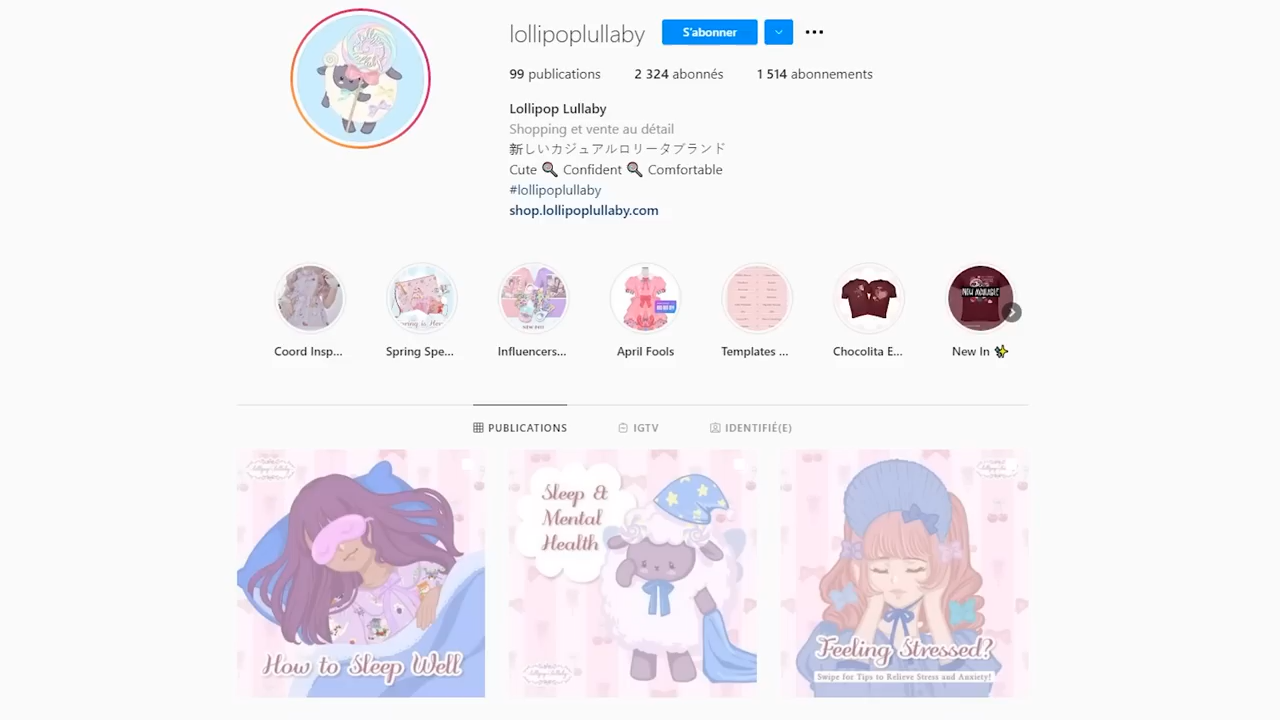 lollipoplullaby
S'abonner
99 publications
2 324 abonnés
1 514 abonnements
Lollipop Lullaby
Shopping et vente au détail
新しいカジュアルロリータブランド
Cute 🍭 Confident 🍭 Comfortable
#lollipoplullaby
shop.lollipoplullaby.com
Coord Insp...
Spring Spe...
Influencers...
April Fools
Templates ...
Chocolita E...
New In ✨
PUBLICATIONS
IGTV
IDENTIFIÉ(E)
How to Sleep Well
Sleep &
Mental
Health
Feeling Stressed?
Swipe for Tips to Relieve Stress and Anxiety!